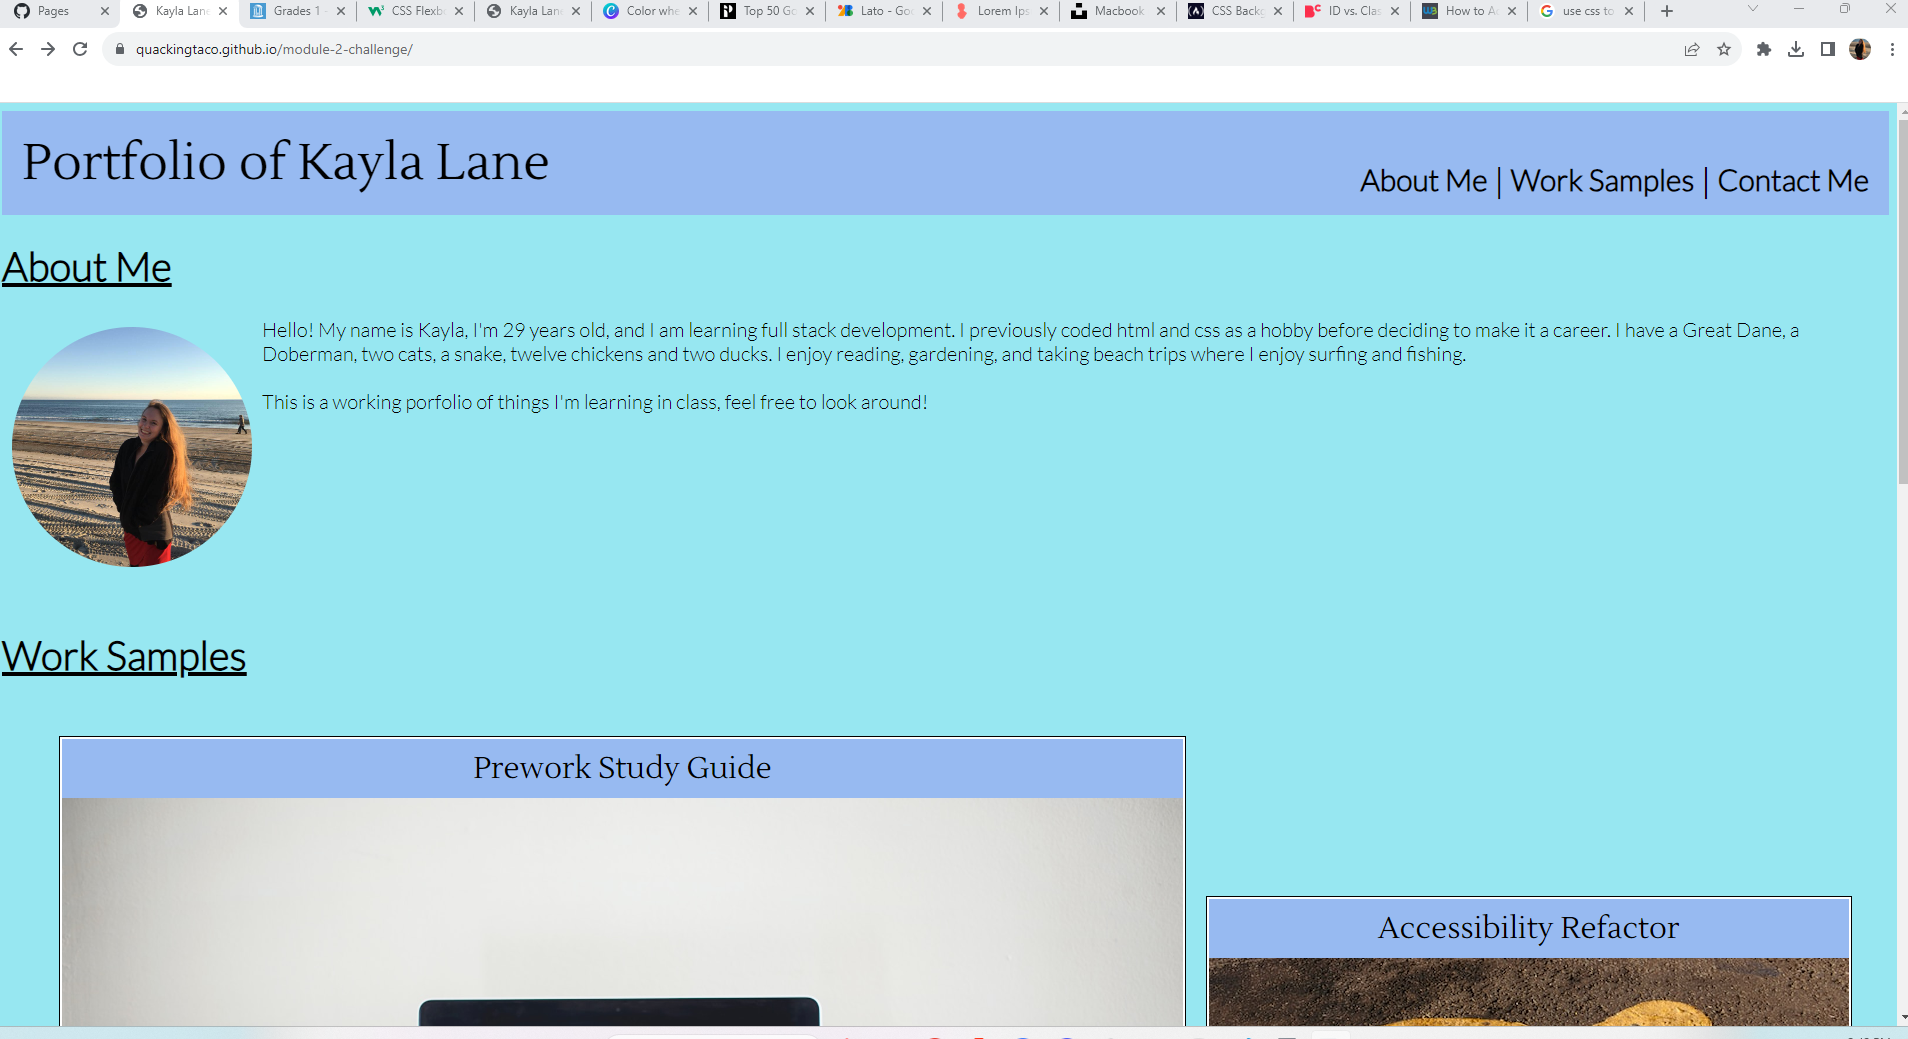 Pages
Kayla Lan
Grades 1 -
CSS Flexb
Kayla Lan
Color whe
Top 50 Go
Lato - Goo
Lorem Ips
Macbook
CSS Backg
ID vs. Clas
How to A
use css to
quackingtaco.github.io/module-2-challenge/
Portfolio of Kayla Lane
About Me | Work Samples | Contact Me
About Me
Hello! My name is Kayla, I'm 29 years old, and I am learning full stack development. I previously coded html and css as a hobby before deciding to make it a career. I have a Great Dane, a
Doberman, two cats, a snake, twelve chickens and two ducks. I enjoy reading, gardening, and taking beach trips where I enjoy surfing and fishing.
This is a working porfolio of things I'm learning in class, feel free to look around!
Work Samples
Prework Study Guide
Accessibility Refactor